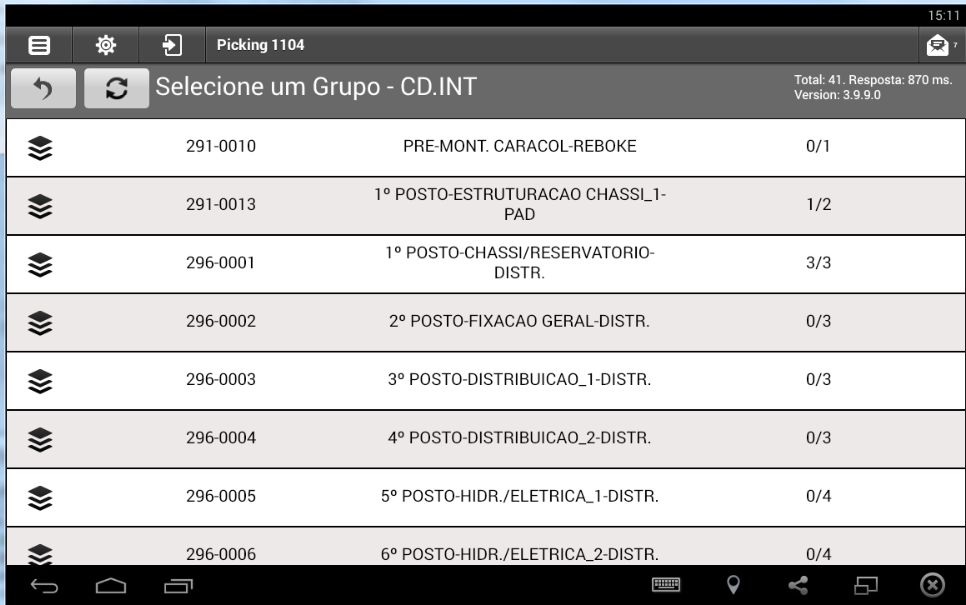 15:11
Picking 1104
7
Selecione um Grupo - CD.INT
Total: 41. Resposta: 870 ms.
Version: 3.9.9.0
291-0010 PRE-MONT. CARACOL-REBOKE 0/1
291-0013 1º POSTO-ESTRUTURACAO CHASSI_1- 1/2
PAD
296-0001 1º POSTO-CHASSI/RESERVATORIO- 3/3
DISTR.
296-0002 2º POSTO-FIXACAO GERAL-DISTR. 0/3
296-0003 3º POSTO-DISTRIBUICAO_1-DISTR. 0/3
296-0004 4º POSTO-DISTRIBUICAO_2-DISTR. 0/3
296-0005 5º POSTO-HIDR./ELETRICA_1-DISTR. 0/4
296-0006 6º POSTO-HIDR./ELETRICA_2-DISTR. 0/4